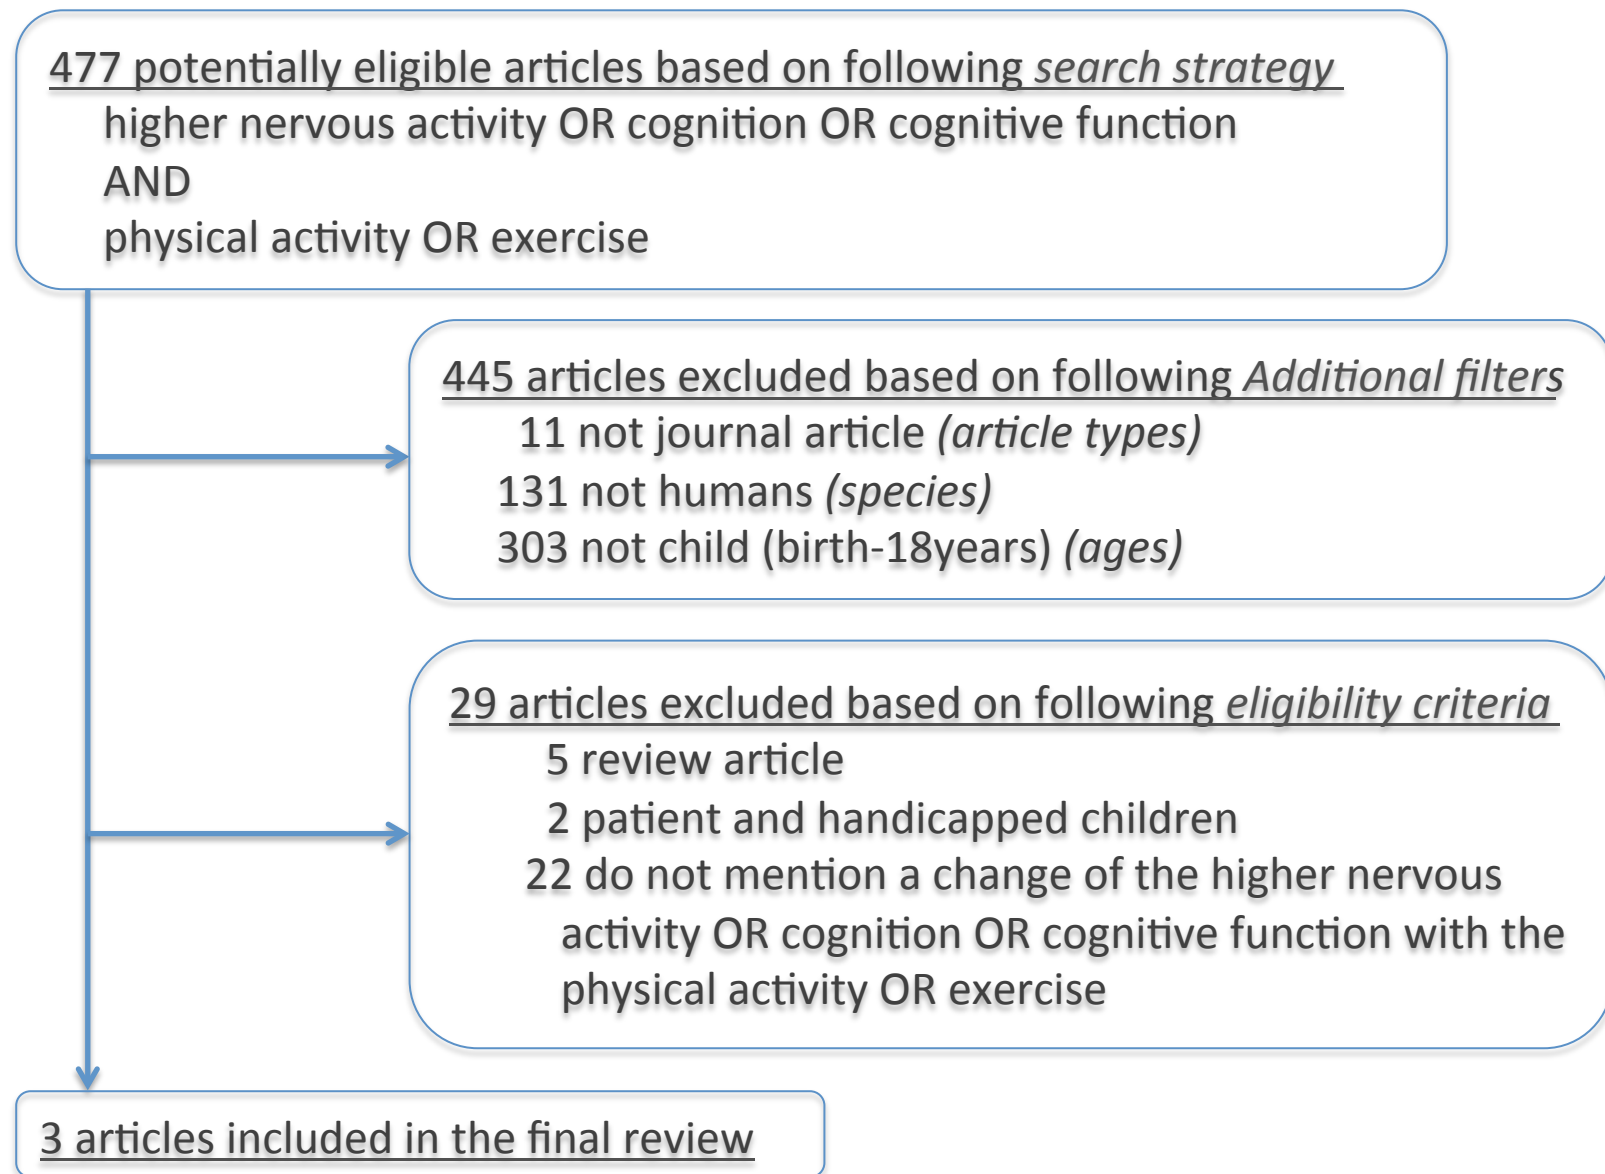 477 potentially eligible articles based on following search strategy
higher nervous activity OR cognition OR cognitive function
AND
physical activity OR exercise
445 articles excluded based on following Additional filters
11 not journal article (article types)
131 not humans (species)
303 not child (birth-18years) (ages)
29 articles excluded based on following eligibility criteria
5 review article
2 patient and handicapped children
22 do not mention a change of the higher nervous
activity OR cognition OR cognitive function with the
physical activity OR exercise
3 articles included in the final review